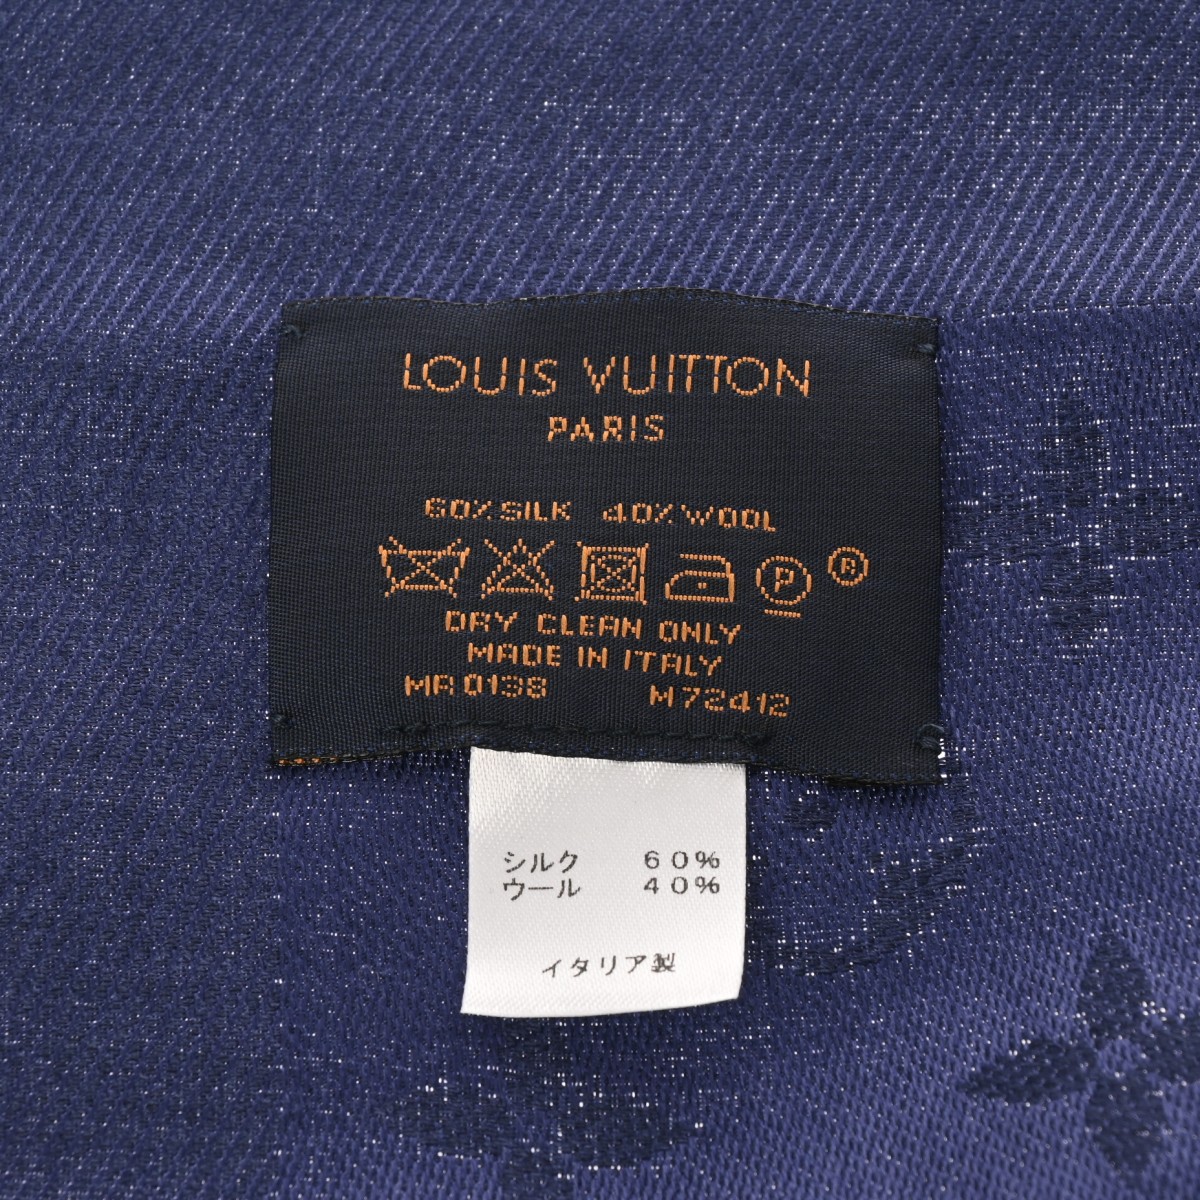 LOUIS VUITTON
PARIS
60% SILK 40% WOOL
P ®
DRY CLEAN ONLY
MADE IN ITALY
MA0138 M72412
シルク 60%
ウール 40%
イタリア製